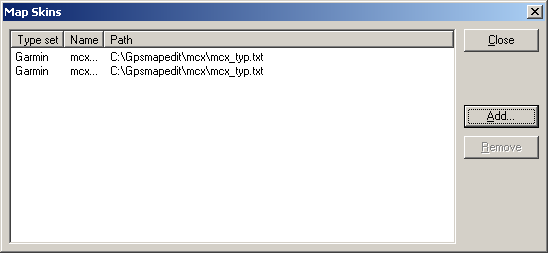 Map Skins
Type set Name Path
Close
Garmin mcx... C:\Gpsmapedit\mcx\mcx_typ.txt
Garmin mcx... C:\Gpsmapedit\mcx\mcx_typ.txt
Add...
Remove